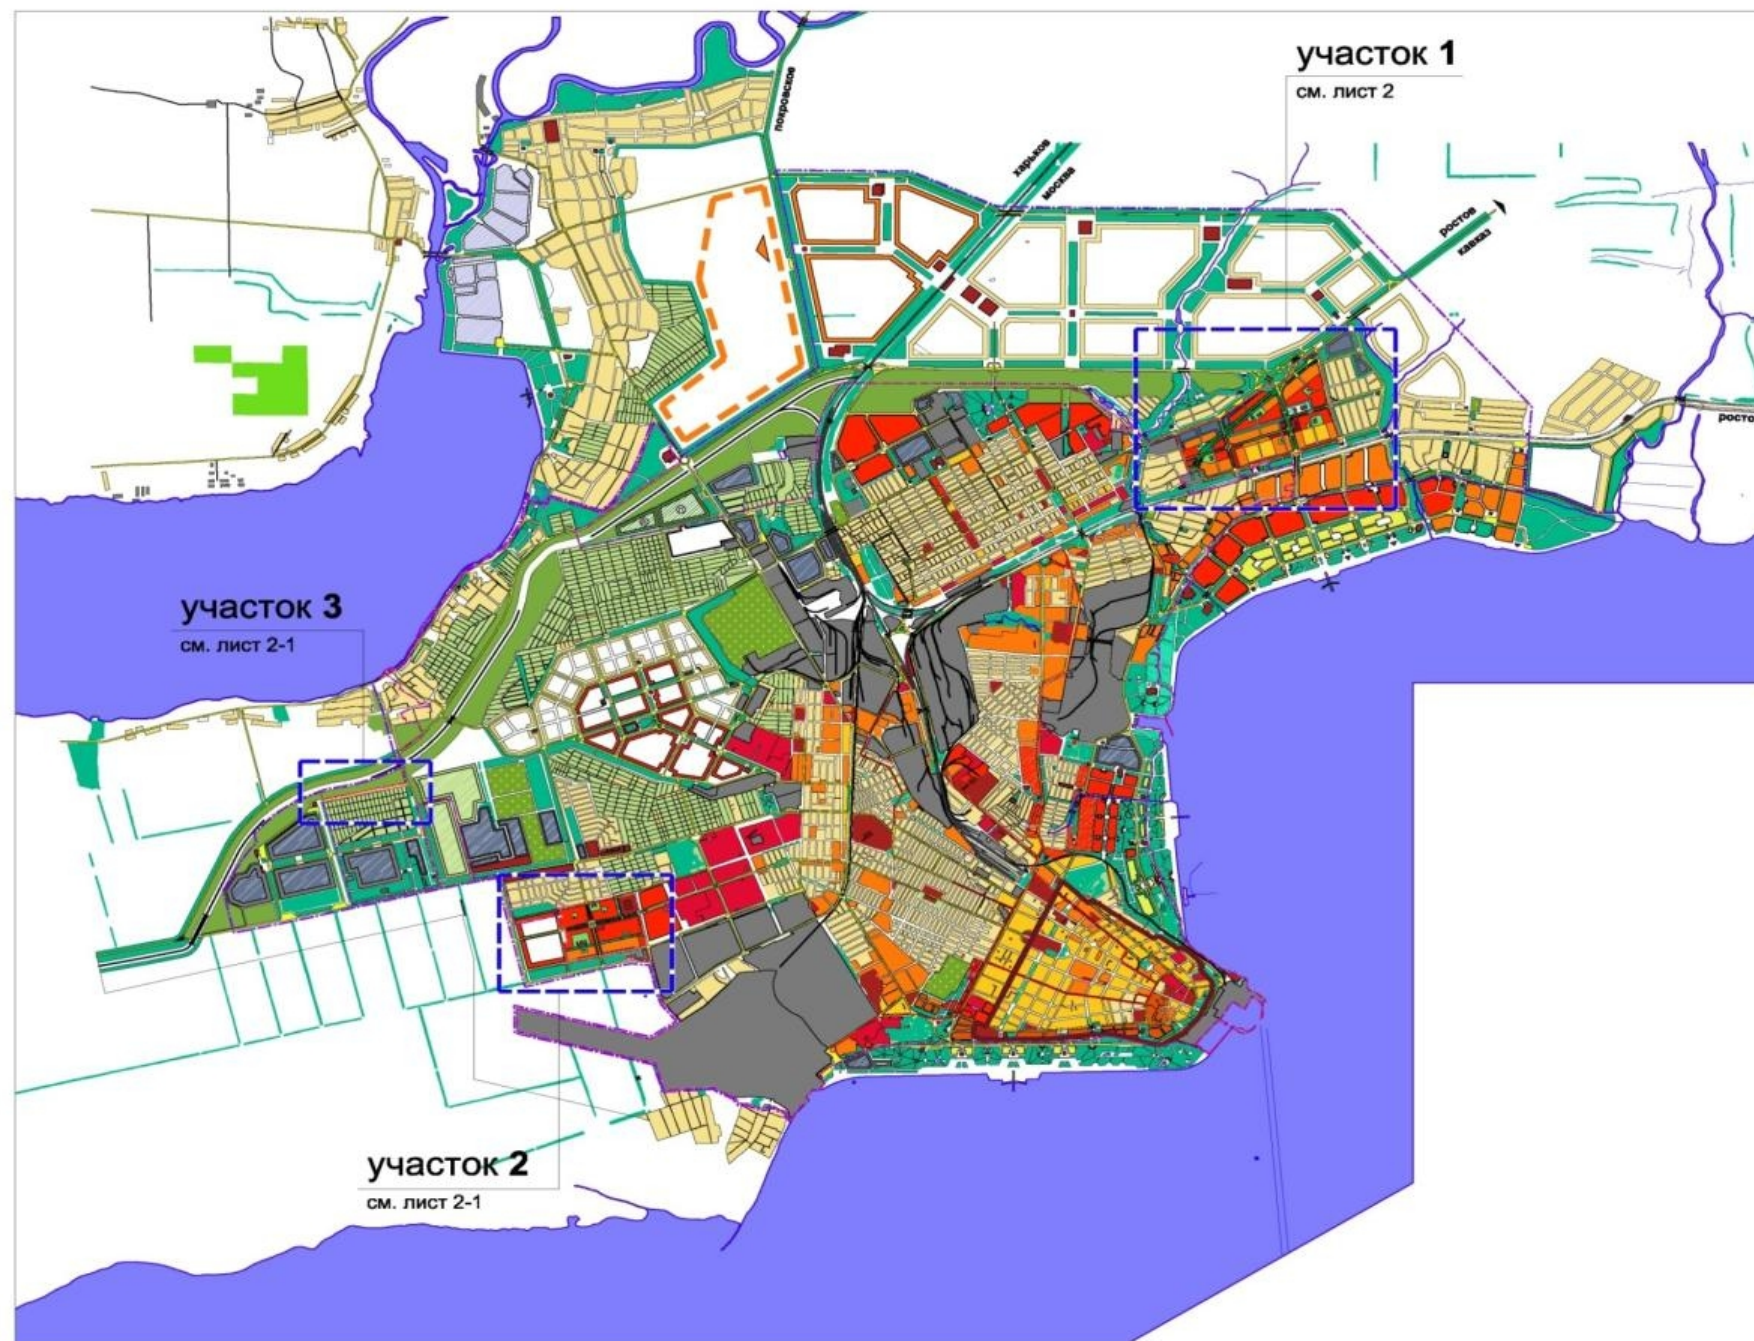 участок 1
см. лист 2
покровское
харьков
москва
ростов
кавказ
росто
участок 3
см. лист 2-1
участок 2
см. лист 2-1